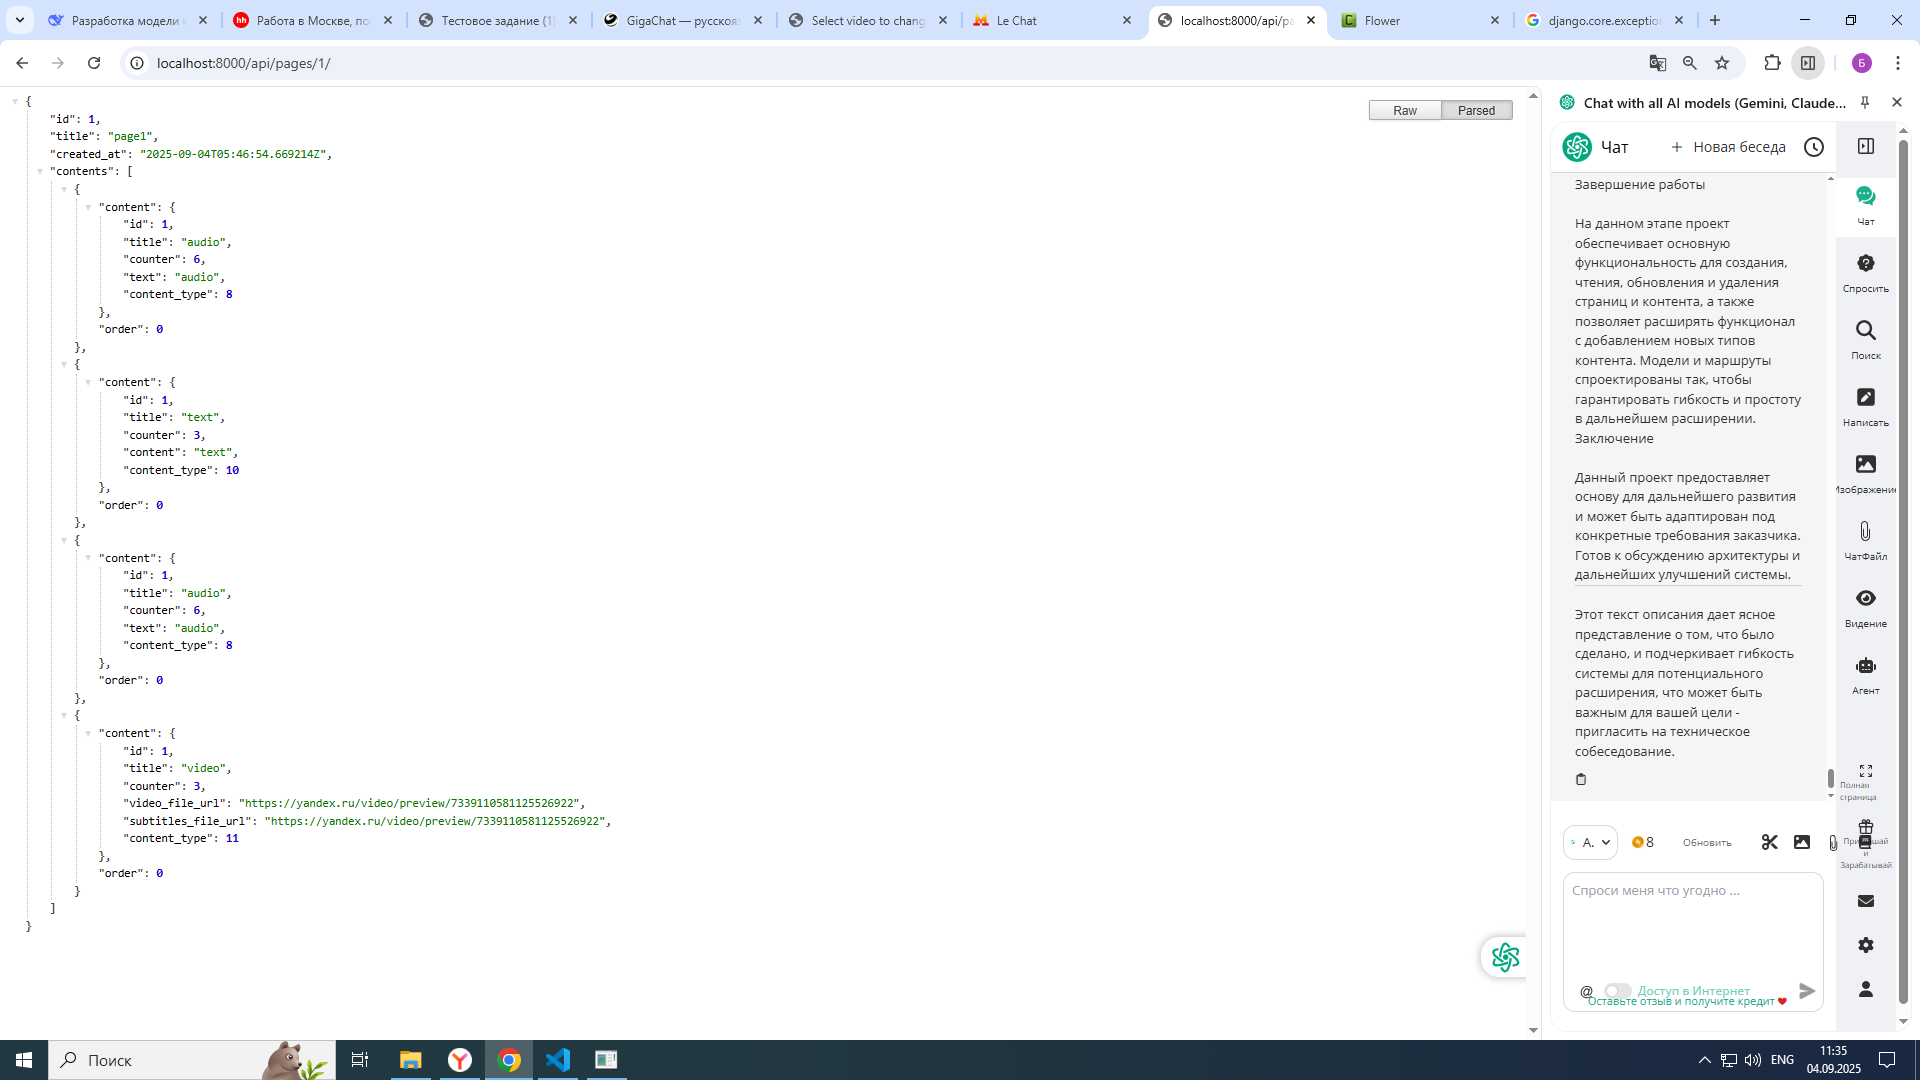 Разработка модели
Работа в Москве, по
Тестовое задание (1)
GigaChat — русскояз
Select video to chang
Le Chat
localhost:8000/api/pa
Flower
django.core.exception
localhost:8000/api/pages/1/
Б
Raw
Parsed
{
"id": 1,
"title": "page1",
"created_at": "2025-09-04T05:46:54.669214Z",
"contents": [
{
"content": {
"id": 1,
"title": "audio",
"counter": 6,
"text": "audio",
"content_type": 8
},
"order": 0
},
{
"content": {
"id": 1,
"title": "text",
"counter": 3,
"content": "text",
"content_type": 10
},
"order": 0
},
{
"content": {
"id": 1,
"title": "audio",
"counter": 6,
"text": "audio",
"content_type": 8
},
"order": 0
},
{
"content": {
"id": 1,
"title": "video",
"counter": 3,
"video_file_url": "https://yandex.ru/video/preview/7339110581125526922",
"subtitles_file_url": "https://yandex.ru/video/preview/7339110581125526922",
"content_type": 11
},
"order": 0
}
]
}
Chat with all AI models (Gemini, Claude...
Чат
+ Новая беседа
Завершение работы
На данном этапе проект
обеспечивает основную
функциональность для создания,
чтения, обновления и удаления
страниц и контента, а также
позволяет расширять функционал
с добавлением новых типов
контента. Модели и маршруты
спроектированы так, чтобы
гарантировать гибкость и простоту
в дальнейшем расширении.
Заключение
Данный проект предоставляет
основу для дальнейшего развития
и может быть адаптирован под
конкретные требования заказчика.
Готов к обсуждению архитектуры и
дальнейших улучшений системы.
Этот текст описания дает ясное
представление о том, что было
сделано, и подчеркивает гибкость
системы для потенциального
расширения, что может быть
важным для вашей цели -
пригласить на техническое
собеседование.
A.
8
Обновить
Спроси меня что угодно ...
@
Доступ в Интернет
Оставьте отзыв и получите кредит
Чат
Спросить
Поиск
Написать
Изображение
ЧатФайл
Видение
Агент
Полная
страница
и
Зарабатывай
Поиск
ENG
11:35
04.09.2025